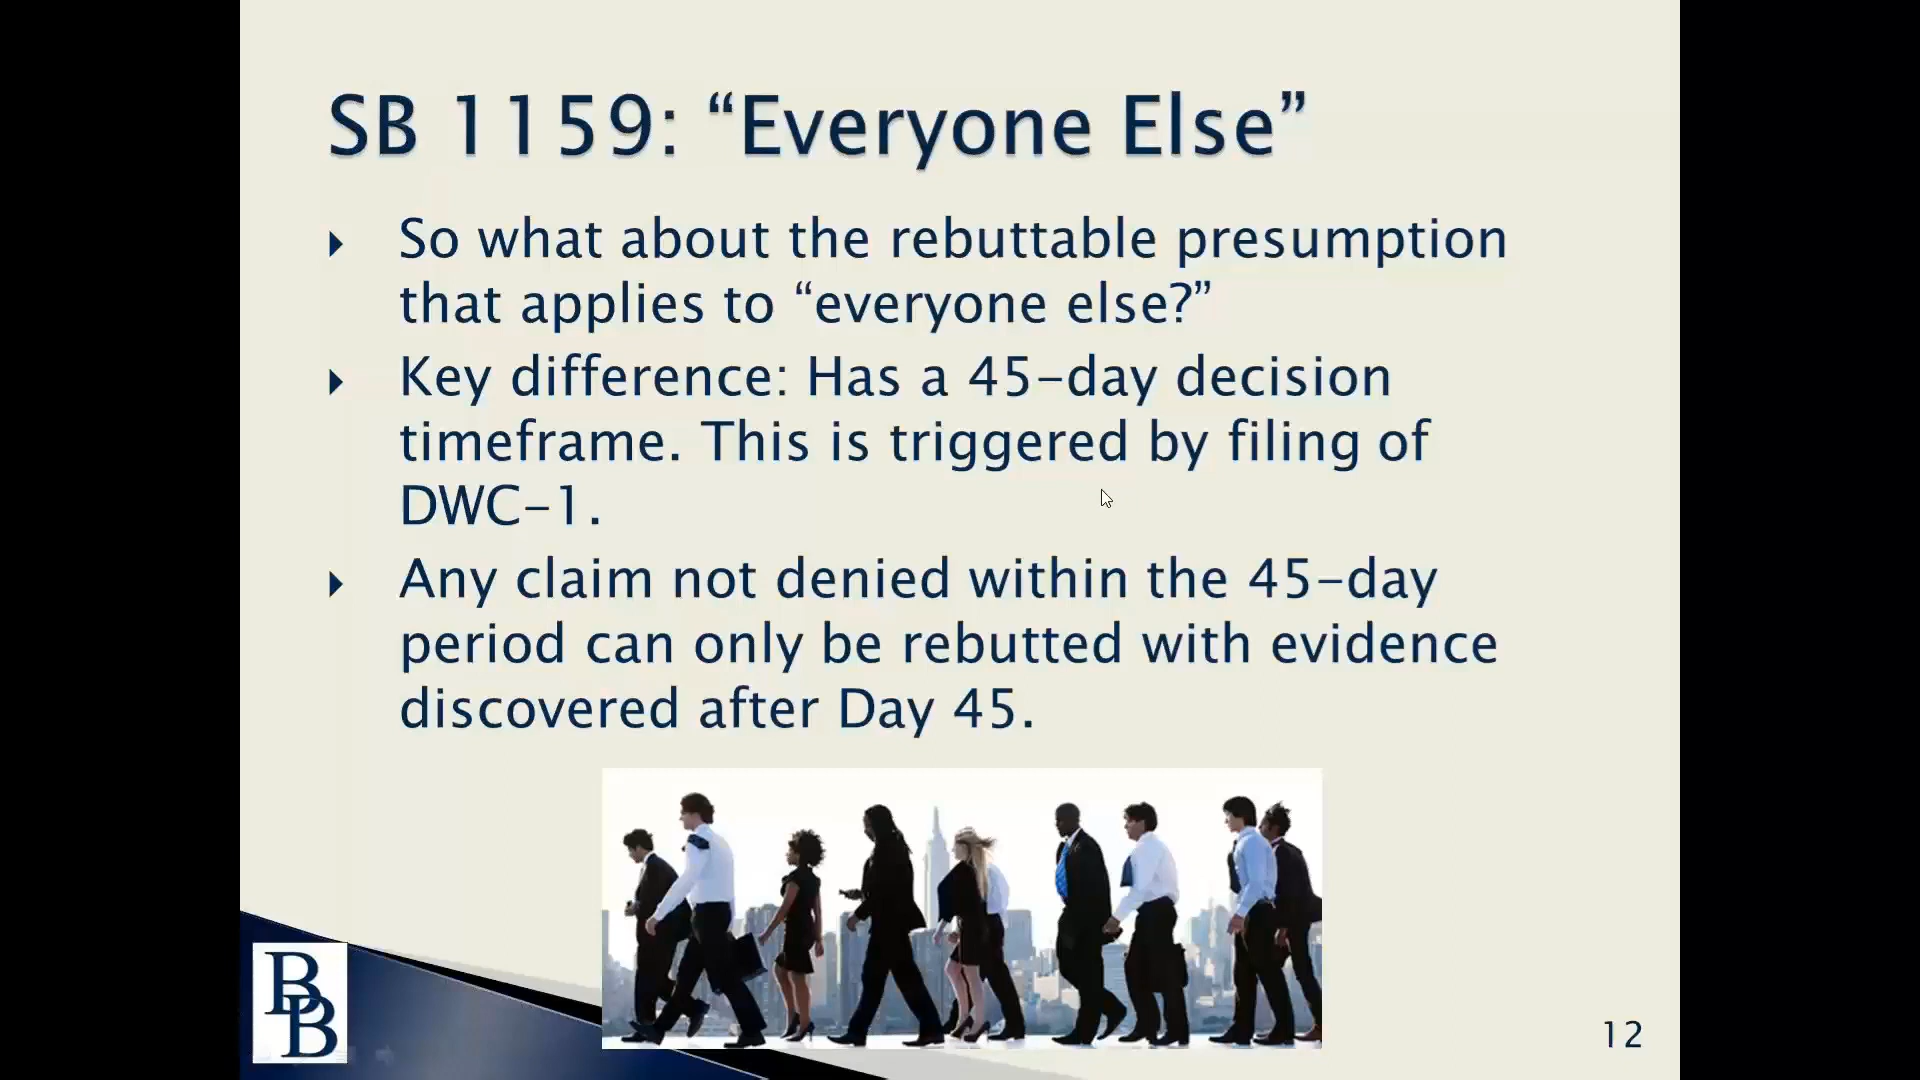 SB 1159: “Everyone Else”
So what about the rebuttable presumption
that applies to “everyone else?”
Key difference: Has a 45-day decision
timeframe. This is triggered by filing of
DWC-1.
Any claim not denied within the 45-day
period can only be rebutted with evidence
discovered after Day 45.
BB
12